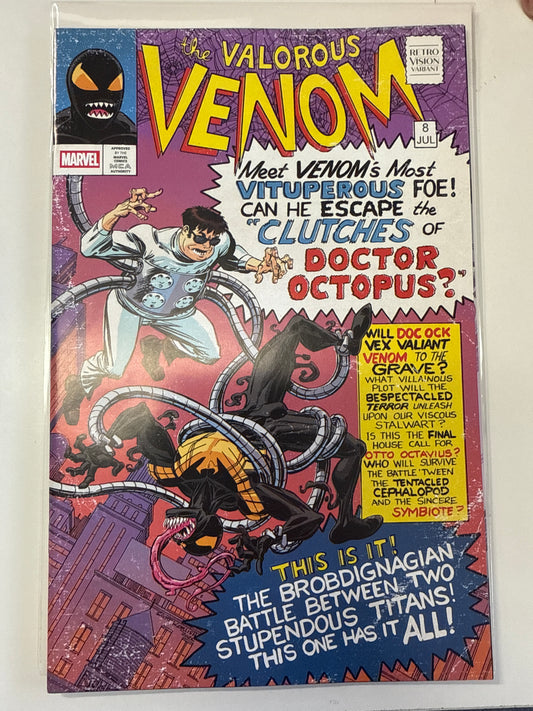 the VALOROUS
VENOM
RETRO
VISION
VARIANT
8
JUL
MARVEL
APPROVED
BY THE
MARVEL COMICS
MCA
AUTHORITY
MEET VENOM'S MOST
VITUPEROUS FOE!
CAN HE ESCAPE the
"CLUTCHES OF
DOCTOR
OCTOPUS?"
WILL DOC OCK
VEX VALIANT
VENOM TO THE
GRAVE?
WHAT VILLA'NOUS
PLOT WILL THE
BESPECTACLED
TERROR UNLEASH
UPON OUR VISCOUS
STALWART?
IS THIS THE FINAL
HOUSE CALL FOR
OTTO OCTAVIUS?
WHO WILL SURVIVE
THE BATTLE 'TWEEN
THE TENTACLED
CEPHALOPOD
AND THE SINCERE
SYMBIOTE?
THIS IS IT!
THE BROBDIGNAGIAN
BATTLE BETWEEN TWO
STUPENDOUS TITANS!
THIS ONE HAS IT ALL!